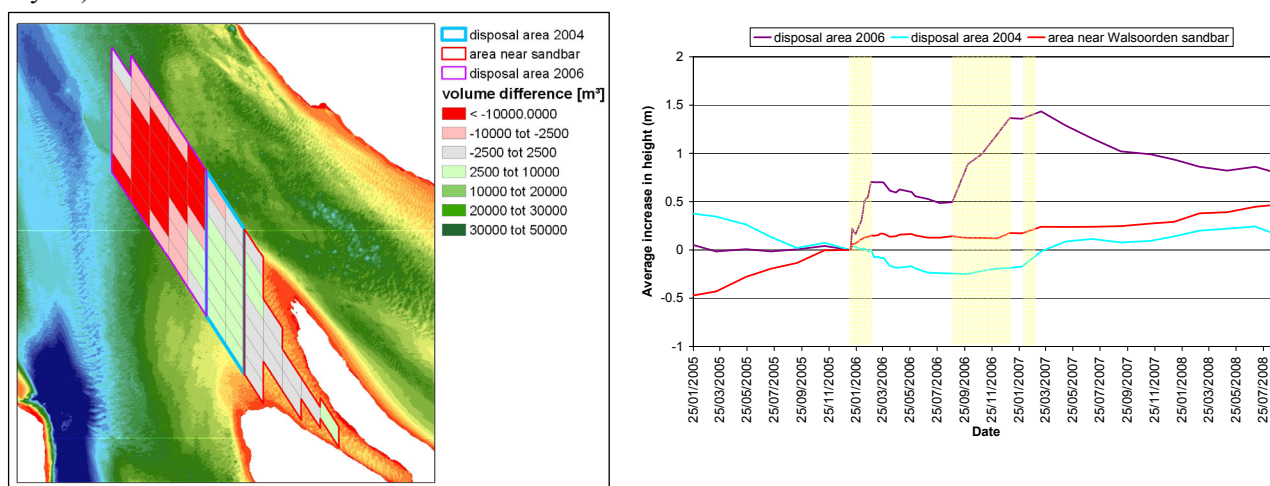 disposal area 2004
area near sandbar
disposal area 2006
volume difference [m³]
< -10000.0000
-10000 tot -2500
-2500 tot 2500
2500 tot 10000
10000 tot 20000
20000 tot 30000
30000 tot 50000
disposal area 2006 disposal area 2004 area near Walsoorden sandbar
Average increase in height (m)
2
1.5
1
0.5
0
-0.5
-1
25/01/2005
25/03/2005
25/05/2005
25/07/2005
25/09/2005
25/11/2005
25/01/2006
25/03/2006
25/05/2006
25/07/2006
25/09/2006
25/11/2006
25/01/2007
25/03/2007
25/05/2007
25/07/2007
25/09/2007
25/11/2007
25/01/2008
25/03/2008
25/05/2008
25/07/2008
Date